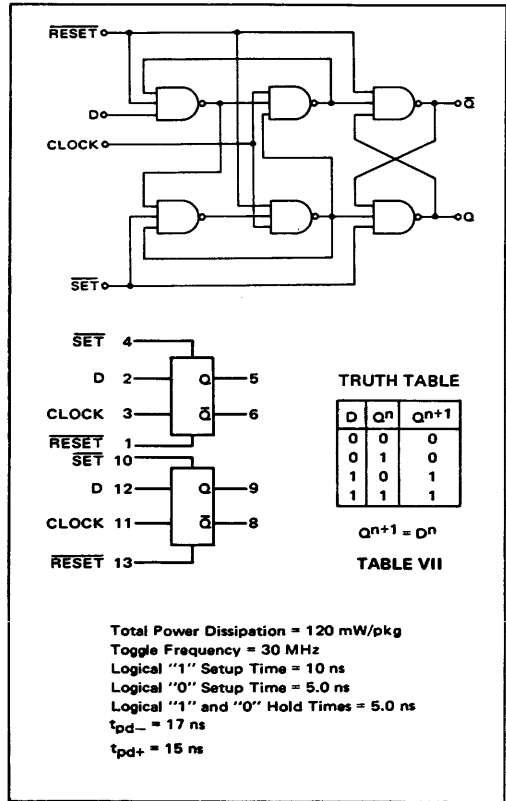 RESET
Q̅
D
CLOCK
Q
SET
SET 4
D 2 Q 5
CLOCK 3 Q̅ 6
RESET 1
SET 10
D 12 Q 9
CLOCK 11 Q̅ 8
RESET 13
TRUTH TABLE
D Qⁿ Qⁿ⁺¹
0 0 0
0 1 0
1 0 1
1 1 1
Qⁿ⁺¹ = Dⁿ
TABLE VII
Total Power Dissipation = 120 mW/pkg
Toggle Frequency = 30 MHz
Logical "1" Setup Time = 10 ns
Logical "0" Setup Time = 5.0 ns
Logical "1" and "0" Hold Times = 5.0 ns
tpd– = 17 ns
tpd+ = 15 ns